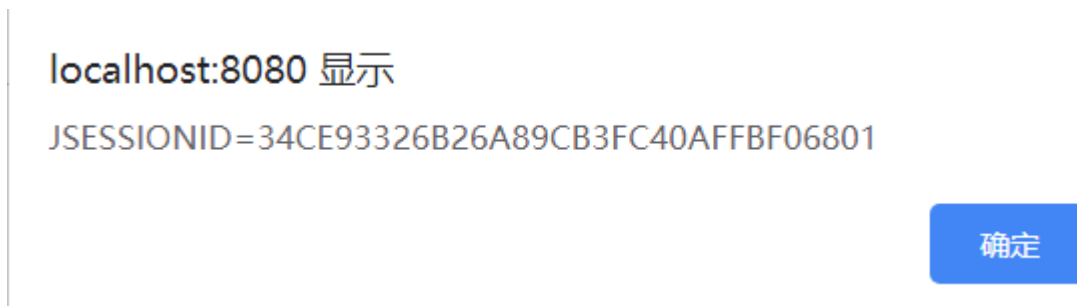 localhost:8080 显示
JSESSIONID=34CE93326B26A89CB3FC40AFFBF06801
确定